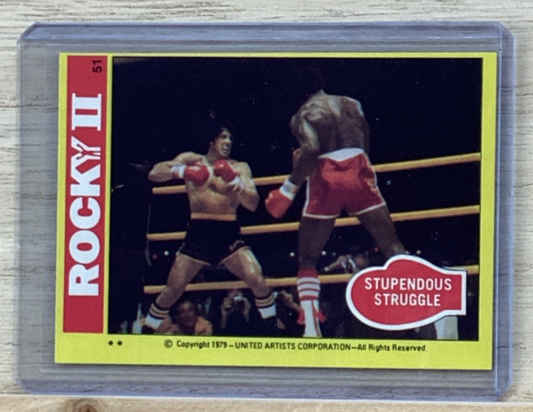 ROCKY II
51
STUPENDOUS
STRUGGLE
© Copyright 1979 – UNITED ARTISTS CORPORATION – All Rights Reserved